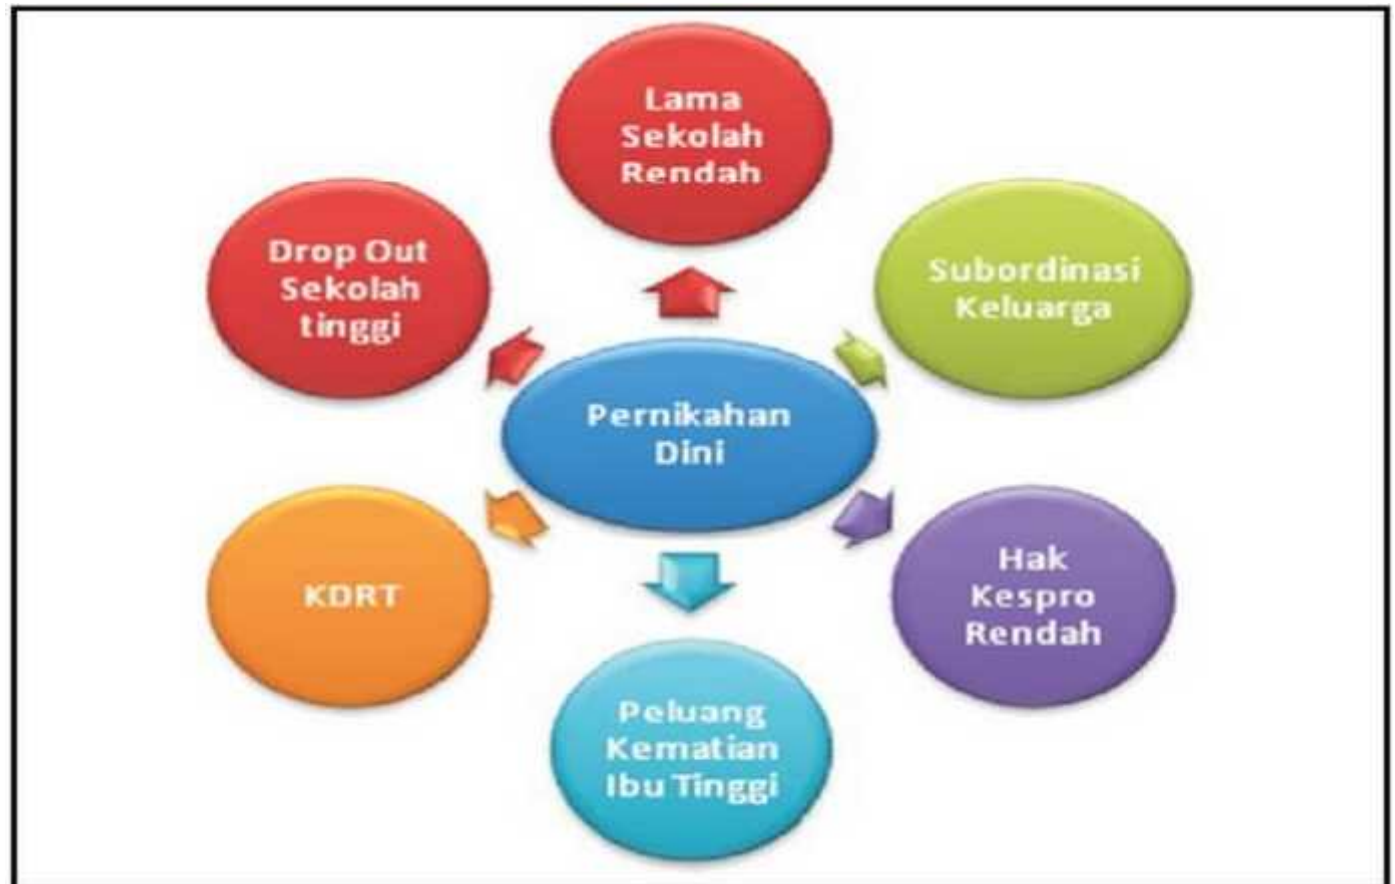 Lama
Sekolah
Rendah
Drop Out
Sekolah
tinggi
Subordinasi
Keluarga
Pernikahan
Dini
KDRT
Hak
Kespro
Rendah
Peluang
Kematian
Ibu Tinggi